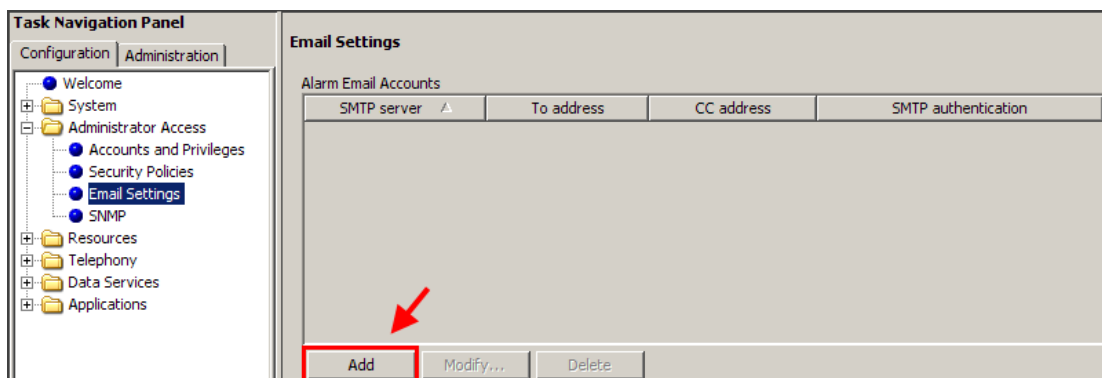 Task Navigation Panel
Configuration Administration
Welcome
System
Administrator Access
Accounts and Privileges
Security Policies
Email Settings
SNMP
Resources
Telephony
Data Services
Applications
Email Settings
Alarm Email Accounts
SMTP server To address CC address SMTP authentication
Add Modify... Delete